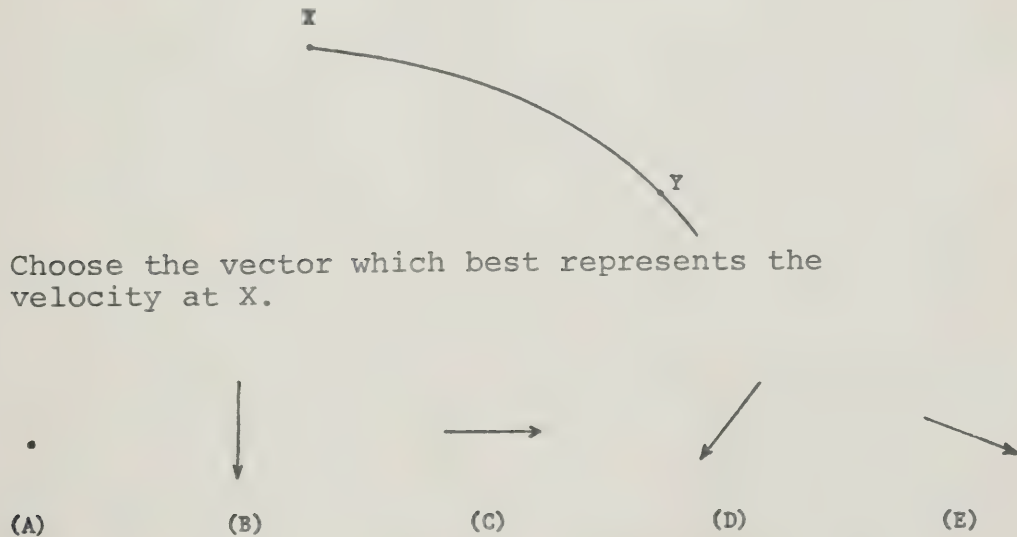 X
Y
Choose the vector which best represents the
velocity at X.
(A) (B) (C) (D) (E)